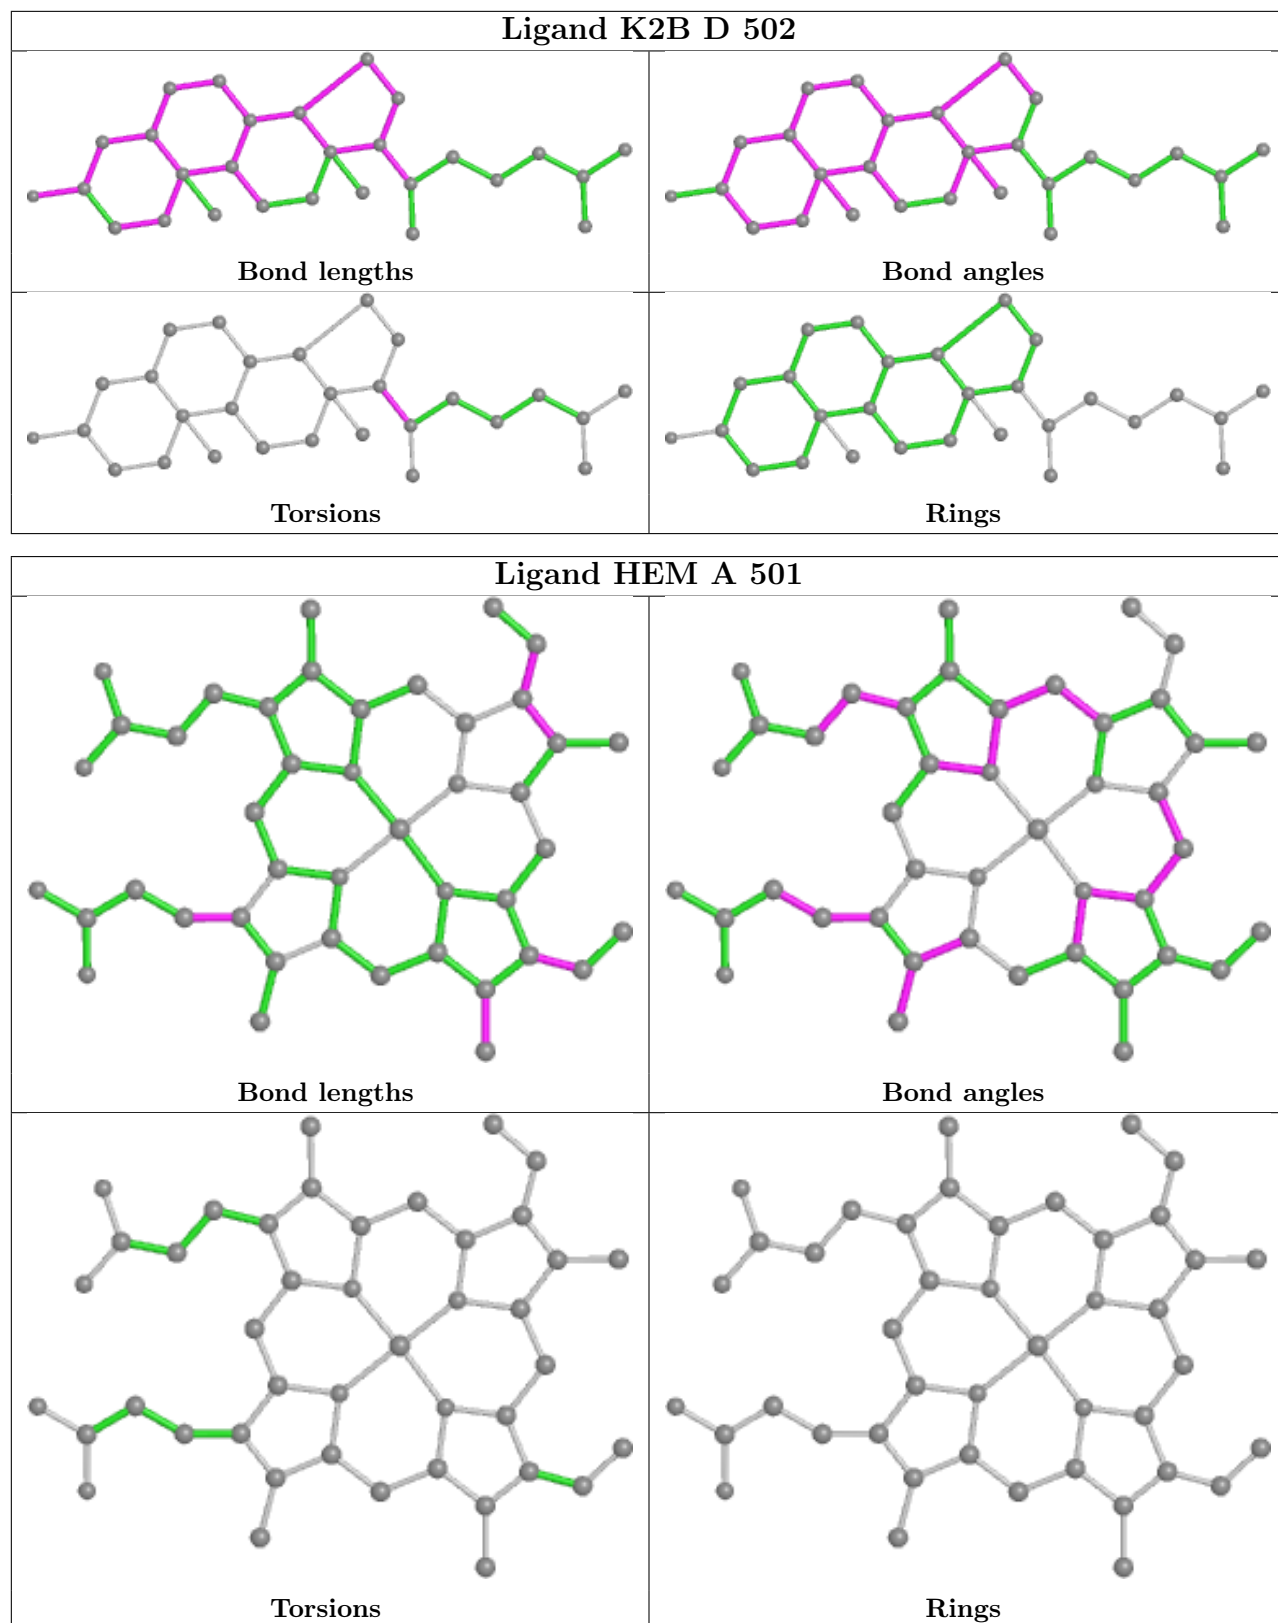 Ligand K2B D 502
Bond lengths
Bond angles
Torsions
Rings
Ligand HEM A 501
Bond lengths
Bond angles
Torsions
Rings